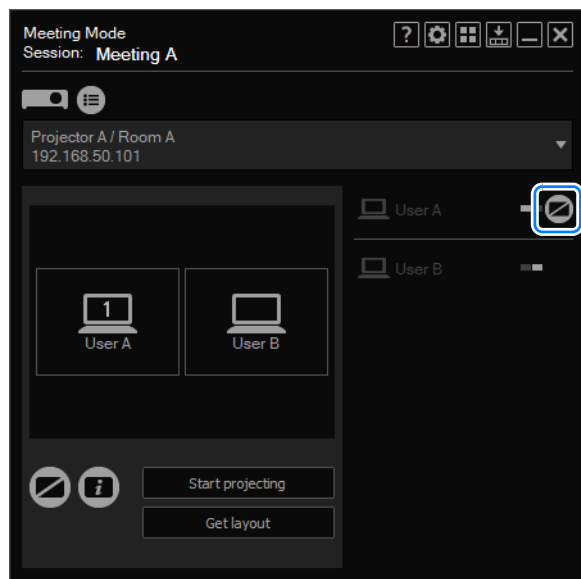 Meeting Mode
Session: Meeting A
?
Projector A / Room A
192.168.50.101
User A
User B
1
User A
User B
i
Start projecting
Get layout